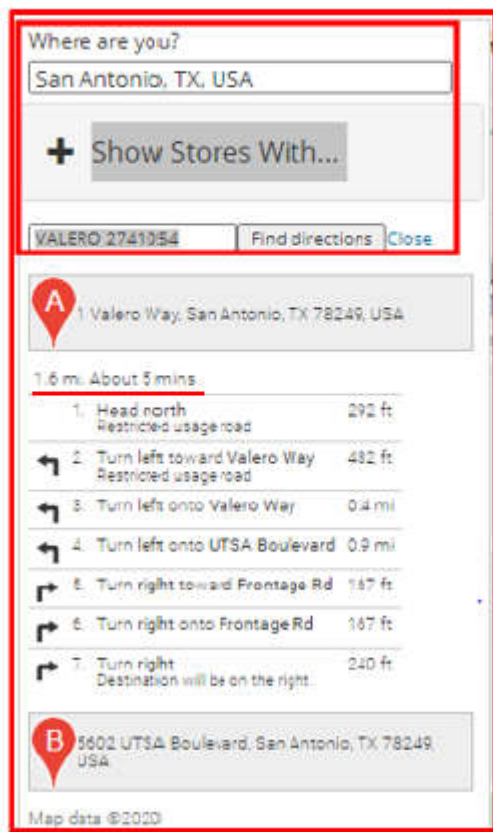 Where are you?
San Antonio, TX, USA
+ Show Stores With...
VALERO 2741054 Find directions Close
A
1 Valero Way, San Antonio, TX 78249, USA
1.6 mi. About 5 mins
1. Head north 292 ft
Restricted usage road
2. Turn left toward Valero Way 482 ft
Restricted usage road
3. Turn left onto Valero Way 0.4 mi
4. Turn left onto UTSA Boulevard 0.9 mi
5. Turn right toward Frontage Rd 167 ft
6. Turn right onto Frontage Rd 167 ft
7. Turn right 240 ft
Destination will be on the right
B
5602 UTSA Boulevard, San Antonio, TX 78249,
USA
Map data ©2020